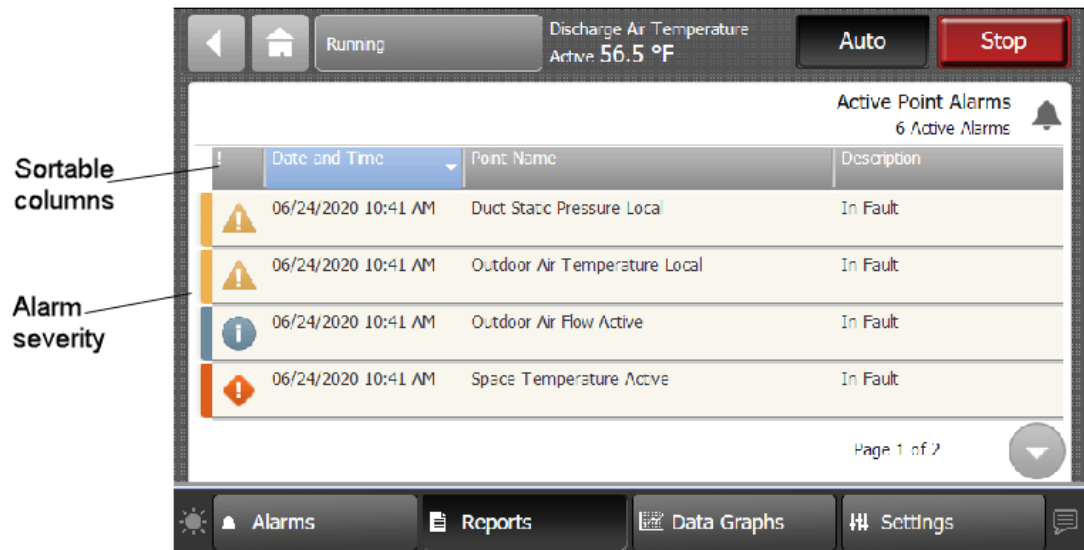 Running
Discharge Air Temperature
Active 56.5 °F
Auto
Stop
Active Point Alarms
6 Active Alarms
Sortable
columns
! Date and Time Point Name Description
06/24/2020 10:41 AM Duct Static Pressure Local In Fault
06/24/2020 10:41 AM Outdoor Air Temperature Local In Fault
Alarm
severity
06/24/2020 10:41 AM Outdoor Air Flow Active In Fault
06/24/2020 10:41 AM Space Temperature Active In Fault
Page 1 of 2
Alarms
Reports
Data Graphs
Settings